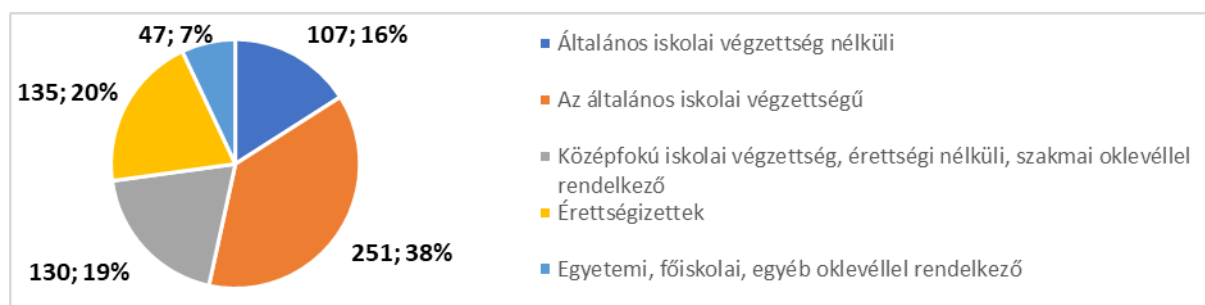 47; 7%
107; 16%
135; 20%
251; 38%
130; 19%
Általános iskolai végzettség nélküli
Az általános iskolai végzettségű
Középfokú iskolai végzettség, érettségi nélküli, szakmai oklevéllel
rendelkező
Érettségizettek
Egyetemi, főiskolai, egyéb oklevéllel rendelkező